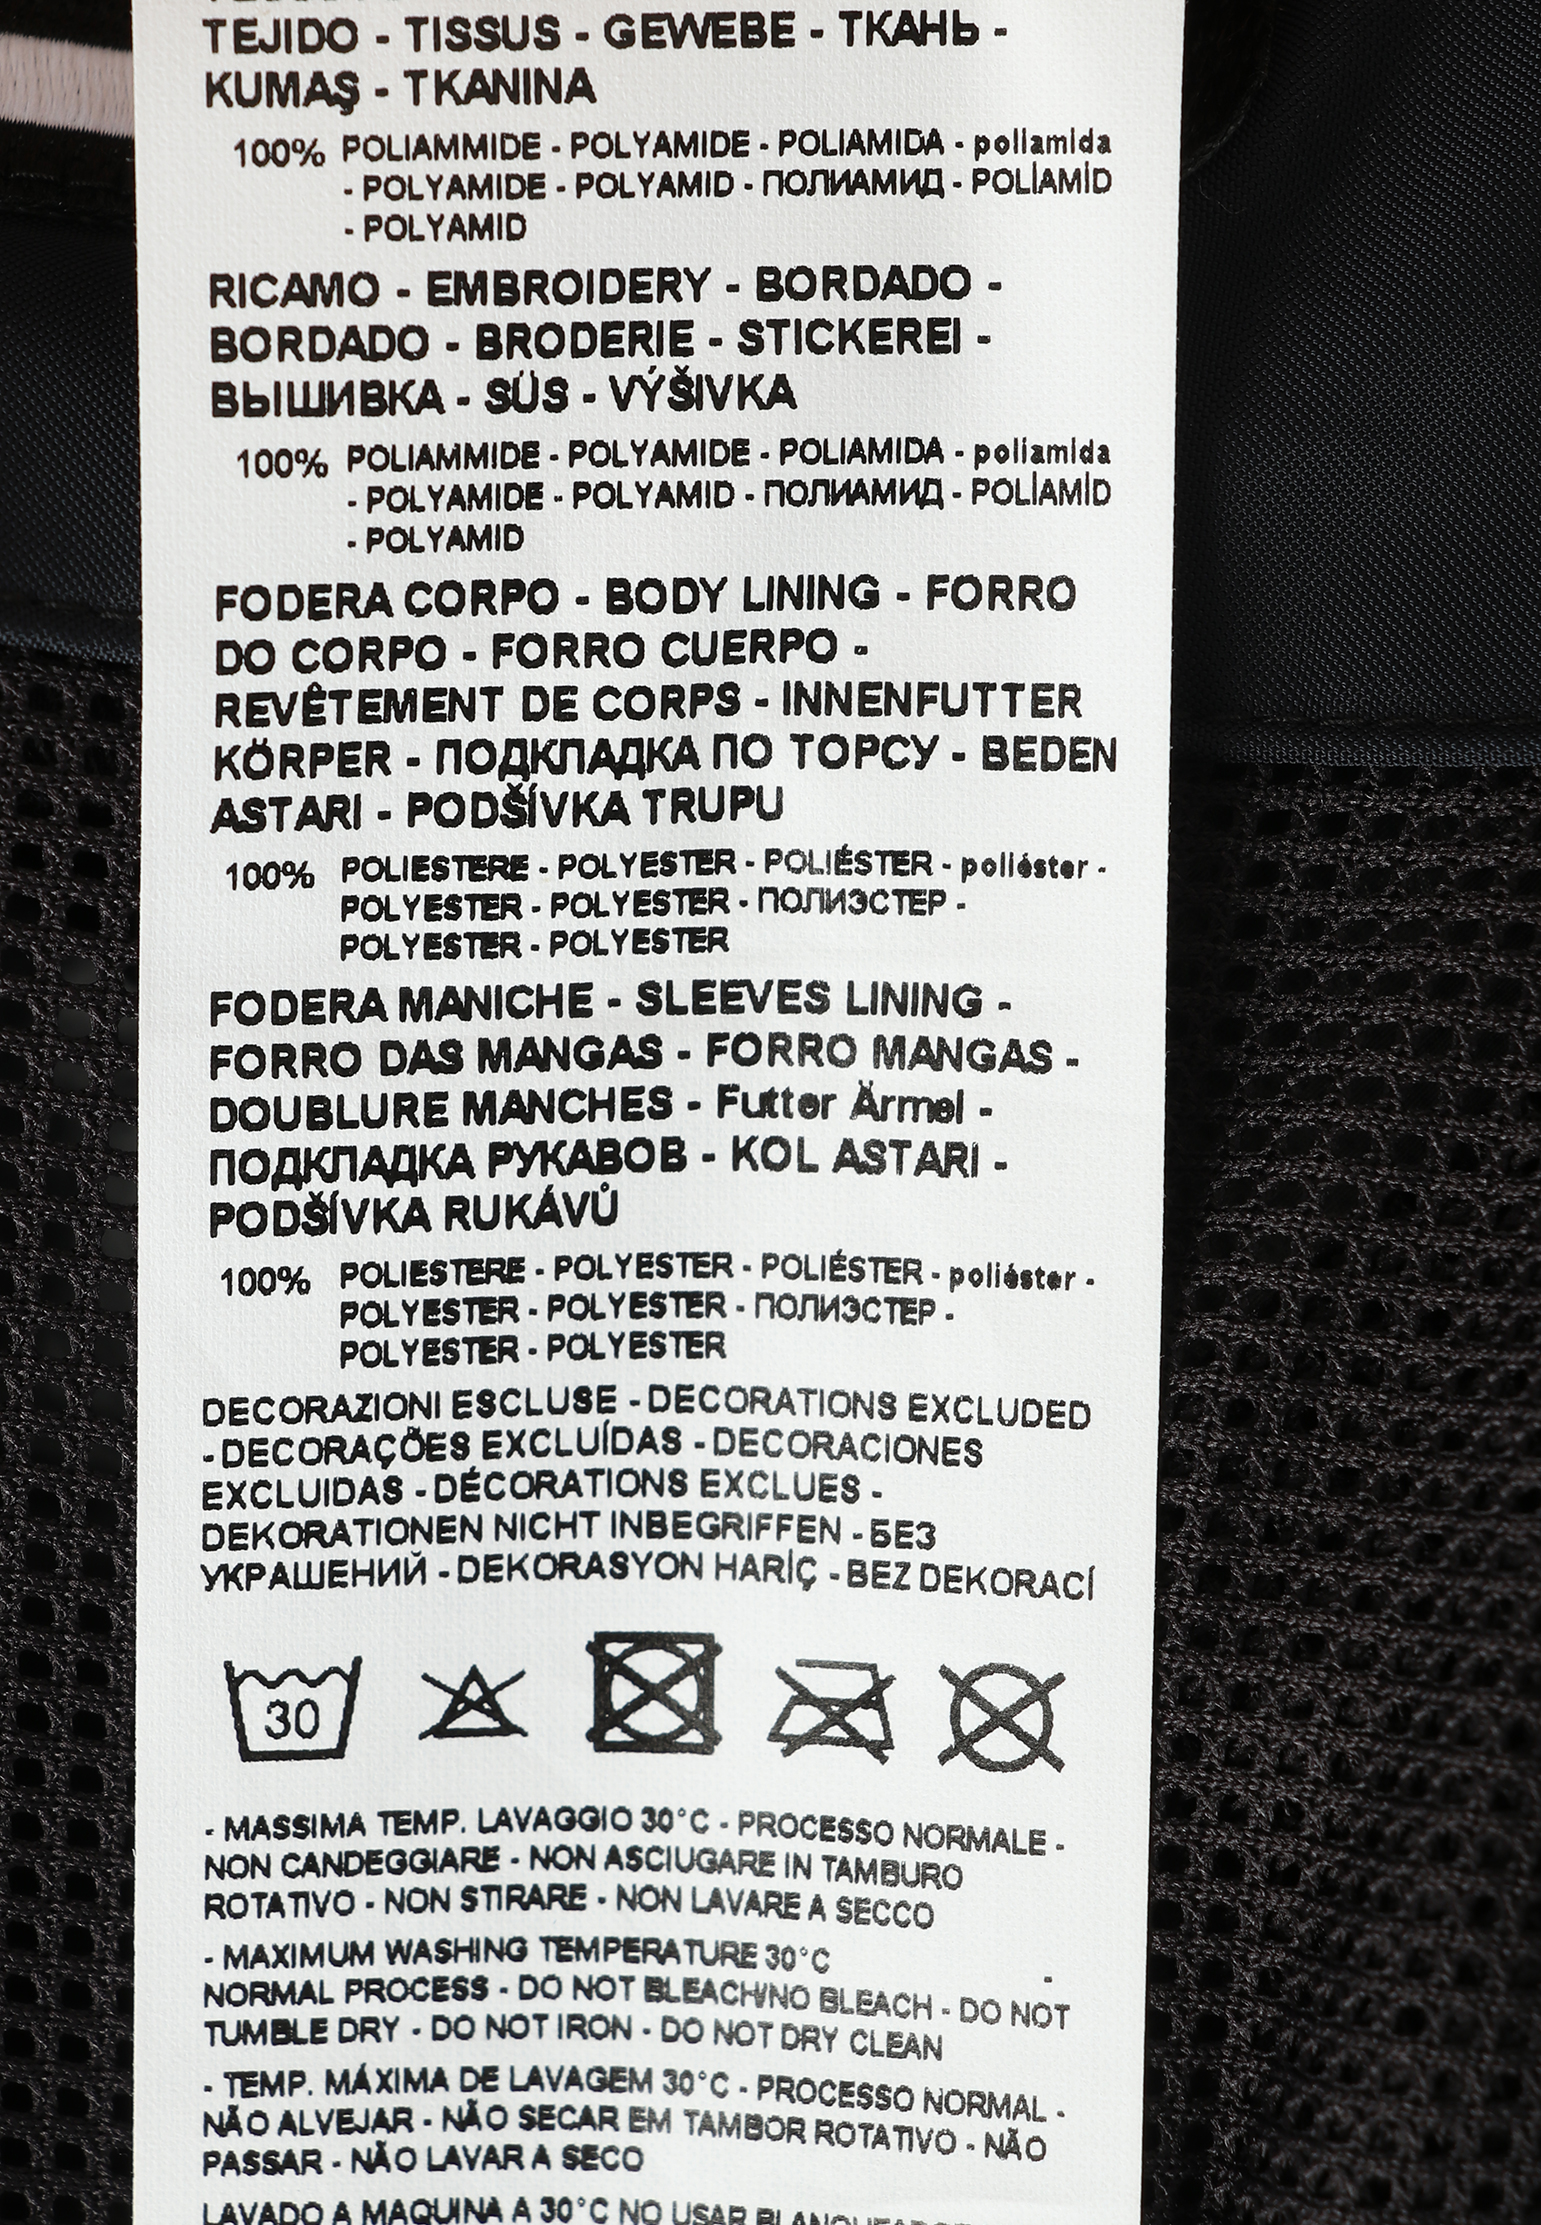 TEJIDO - TISSUS - GEWEBE - ТКАНЬ -
KUMAŞ - TKANINA
100% POLIAMMIDE - POLYAMIDE - POLIAMIDA - poliamida
- POLYAMIDE - POLYAMID - ПОЛИАМИД - POLİAMİD
- POLYAMID
RICAMO - EMBROIDERY - BORDADO -
BORDADO - BRODERIE - STICKEREI -
ВЫШИВКА - SÜS - VÝŠIVKA
100% POLIAMMIDE - POLYAMIDE - POLIAMIDA - poliamida
- POLYAMIDE - POLYAMID - ПОЛИАМИД - POLİAMİD
- POLYAMID
FODERA CORPO - BODY LINING - FORRO
DO CORPO - FORRO CUERPO -
REVÊTEMENT DE CORPS - INNENFUTTER
KÖRPER - ПОДКЛАДКА ПО ТОРСУ - BEDEN
ASTARI - PODŠÍVKA TRUPU
100% POLIESTERE - POLYESTER - POLIÉSTER - poliéster -
POLYESTER - POLYESTER - ПОЛИЭСТЕР -
POLYESTER - POLYESTER
FODERA MANICHE - SLEEVES LINING -
FORRO DAS MANGAS - FORRO MANGAS -
DOUBLURE MANCHES - Futter Ärmel -
ПОДКЛАДКА РУКАВОВ - KOL ASTARI -
PODŠÍVKA RUKÁVŮ
100% POLIESTERE - POLYESTER - POLIÉSTER - poliéster -
POLYESTER - POLYESTER - ПОЛИЭСТЕР -
POLYESTER - POLYESTER
DECORAZIONI ESCLUSE - DECORATIONS EXCLUDED
- DECORAÇÕES EXCLUÍDAS - DECORACIONES
EXCLUIDAS - DÉCORATIONS EXCLUES -
DEKORATIONEN NICHT INBEGRIFFEN - БЕЗ
УКРАШЕНИЙ - DEKORASYON HARİÇ - BEZ DEKORACÍ
30
- MASSIMA TEMP. LAVAGGIO 30°C - PROCESSO NORMALE -
NON CANDEGGIARE - NON ASCIUGARE IN TAMBURO
ROTATIVO - NON STIRARE - NON LAVARE A SECCO
- MAXIMUM WASHING TEMPERATURE 30°C -
NORMAL PROCESS - DO NOT BLEACH/NO BLEACH - DO NOT
TUMBLE DRY - DO NOT IRON - DO NOT DRY CLEAN
- TEMP. MÁXIMA DE LAVAGEM 30°C - PROCESSO NORMAL -
NÃO ALVEJAR - NÃO SECAR EM TAMBOR ROTATIVO - NÃO
PASSAR - NÃO LAVAR A SECO
LAVADO A MAQUINA A 30°C NO USAR